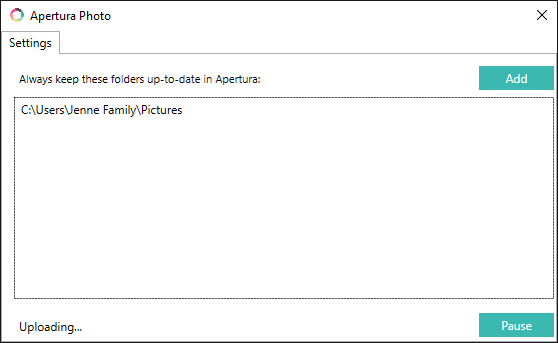 Apertura Photo
Settings
Always keep these folders up-to-date in Apertura:
Add
C:\Users\Jenne Family\Pictures
Uploading...
Pause